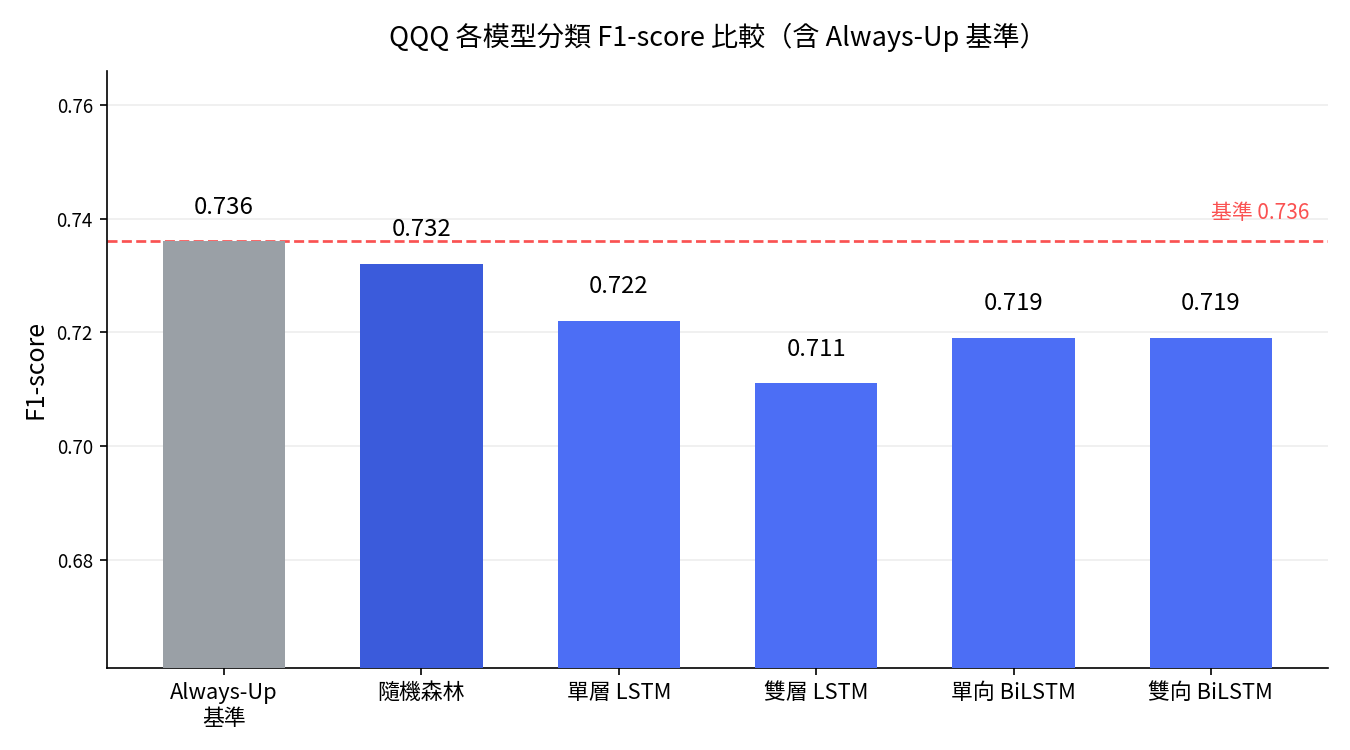 QQQ 各模型分類 F1-score 比較（含 Always-Up 基準）
F1-score
0.76
0.74
0.72
0.70
0.68
0.736
0.732
0.722
0.711
0.719
0.719
基準 0.736
Always-Up
基準
隨機森林
單層 LSTM
雙層 LSTM
單向 BiLSTM
雙向 BiLSTM